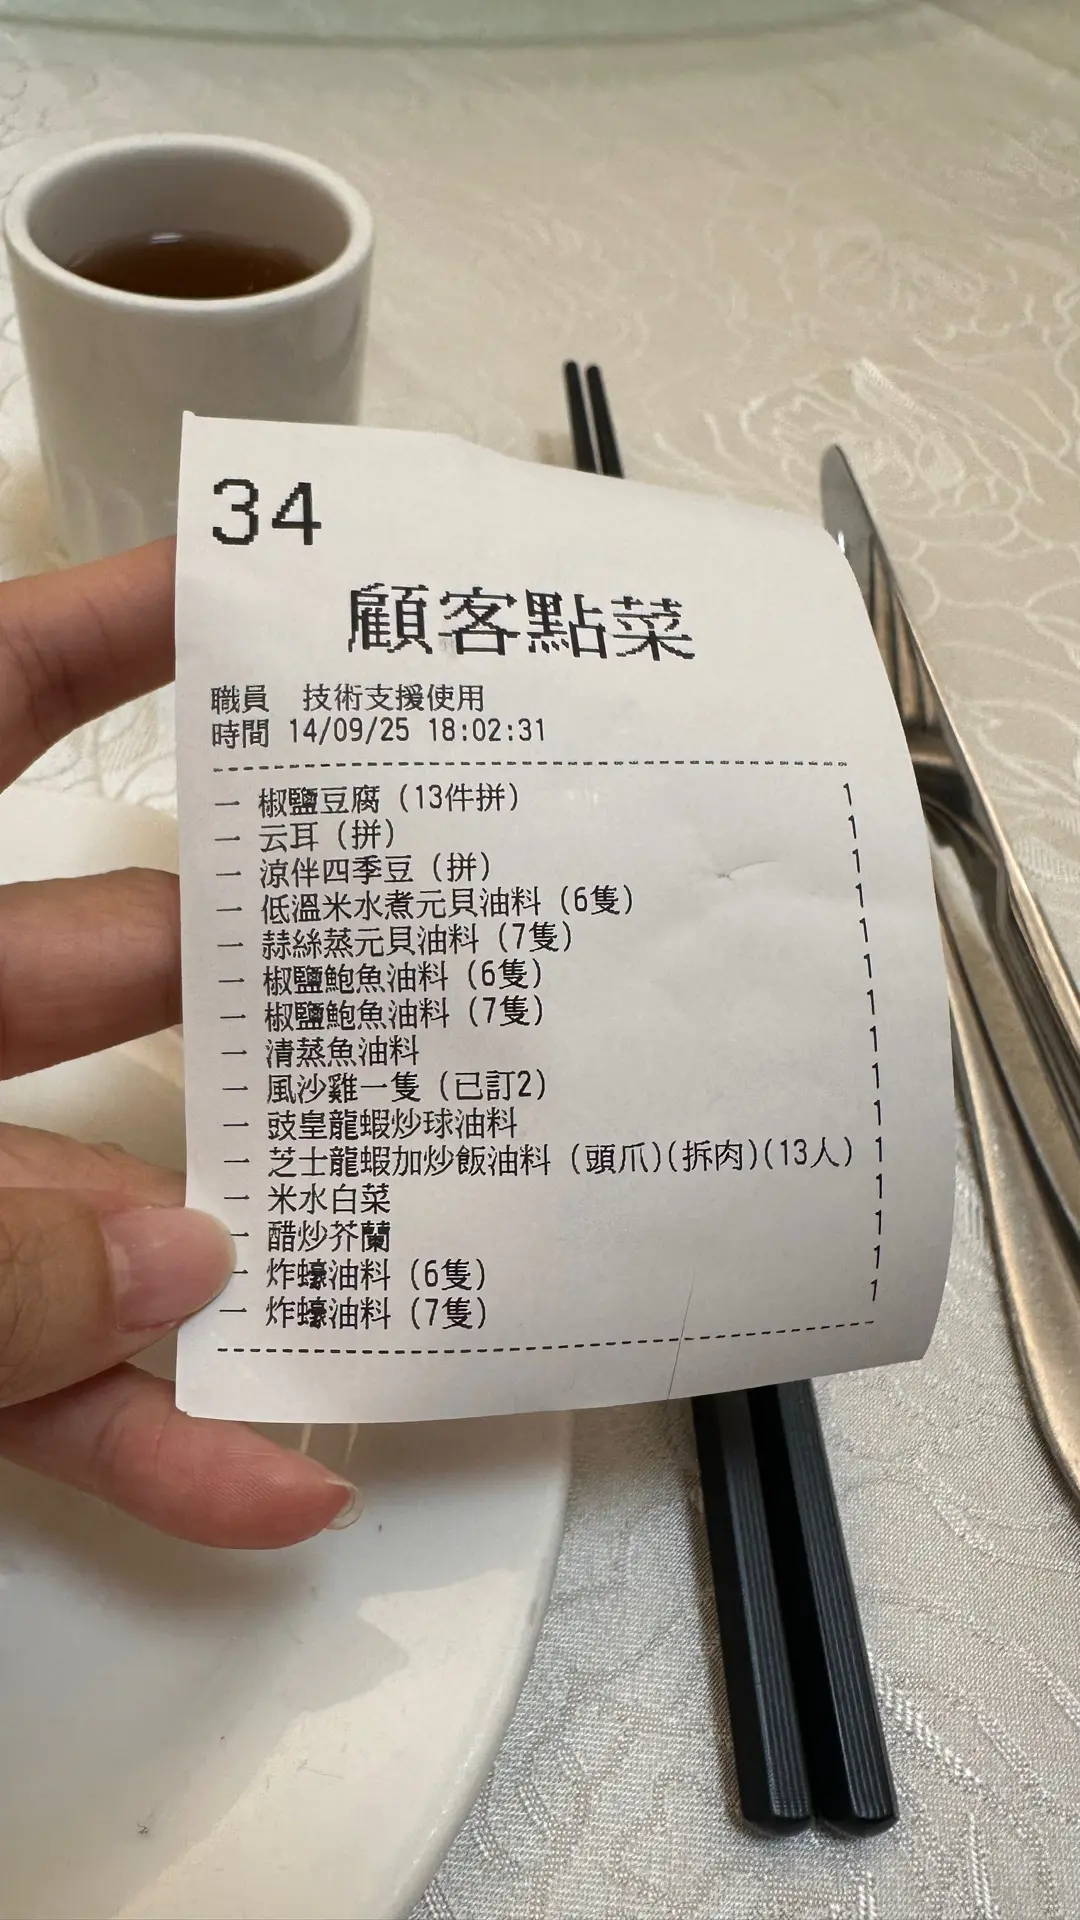 34
顧客點菜
職員 技術支援使用
時間 14/09/25 18:02:31
一 椒鹽豆腐 (13件拼) 1
一 云耳 (拼) 1
一 涼伴四季豆 (拼) 1
一 低溫米水煮元貝油料 (6隻) 1
一 蒜絲蒸元貝油料 (7隻) 1
一 椒鹽鮑魚油料 (6隻) 1
一 椒鹽鮑魚油料 (7隻) 1
一 清蒸魚油料 1
一 風沙雞一隻 (已訂2) 1
一 豉皇龍蝦炒球油料 1
一 芝士龍蝦加炒飯油料 (頭爪)(拆肉)(13人) 1
一 米水白菜 1
一 醋炒芥蘭 1
一 炸蠔油料 (6隻) 1
一 炸蠔油料 (7隻) 1